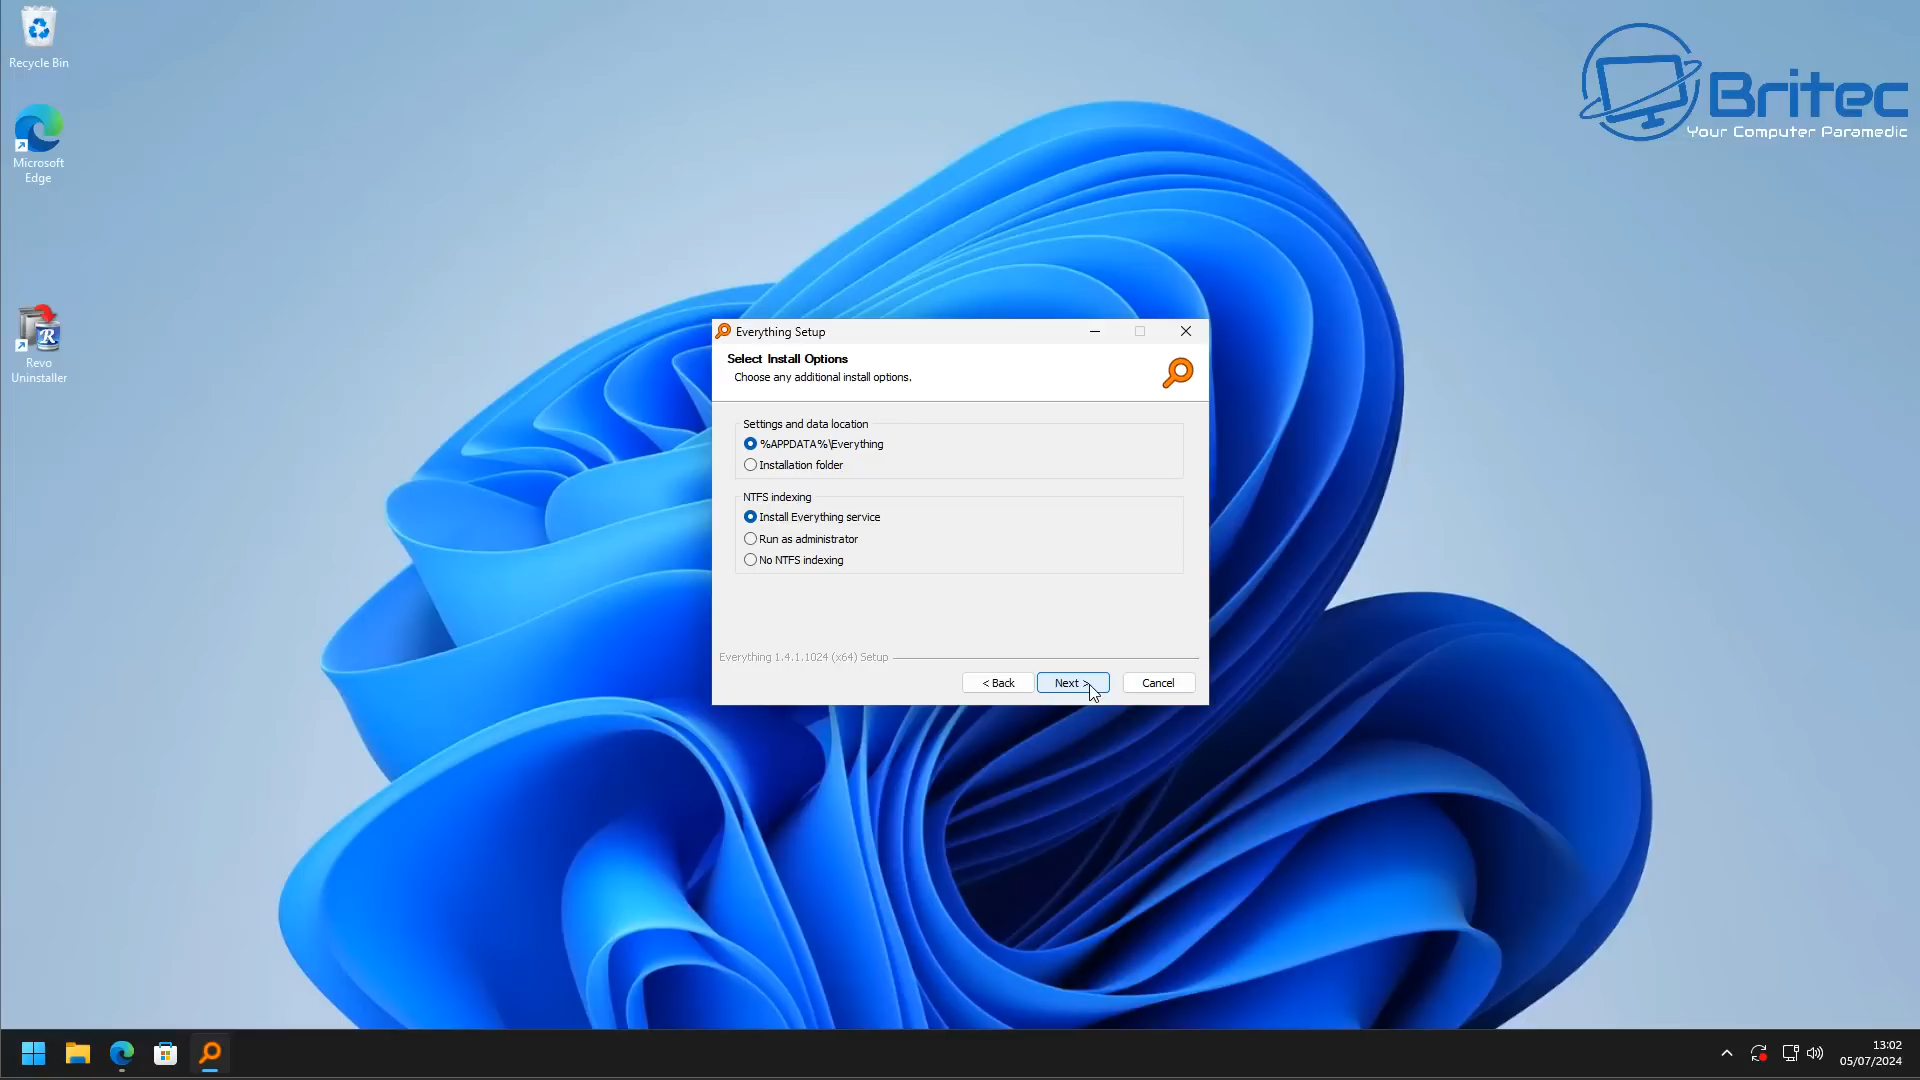 Recycle Bin
Microsoft
Edge
Revo
Uninstaller
Britec
Your Computer Paramedic
Everything Setup
Select Install Options
Choose any additional install options.
Settings and data location
%APPDATA%\Everything
Installation folder
NTFS indexing
Install Everything service
Run as administrator
No NTFS indexing
Everything 1.4.1.1024 (x64) Setup
< Back
Next >
Cancel
13:02
05/07/2024